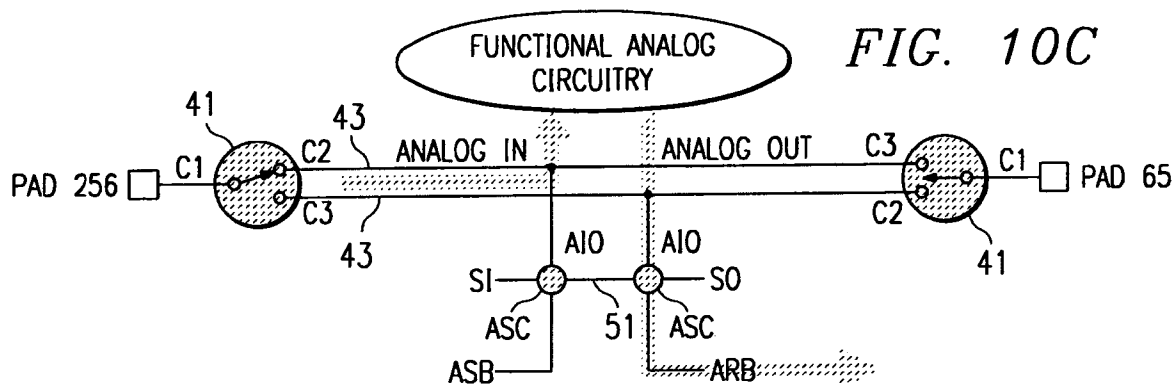 FUNCTIONAL ANALOG
CIRCUITRY
FIG. 10C
41
43
C2
ANALOG IN
ANALOG OUT
C3
PAD 256
C1
C1
PAD 65
C3
C2
43
AIO
AIO
41
SI
SO
ASC
51
ASC
ASB
ARB